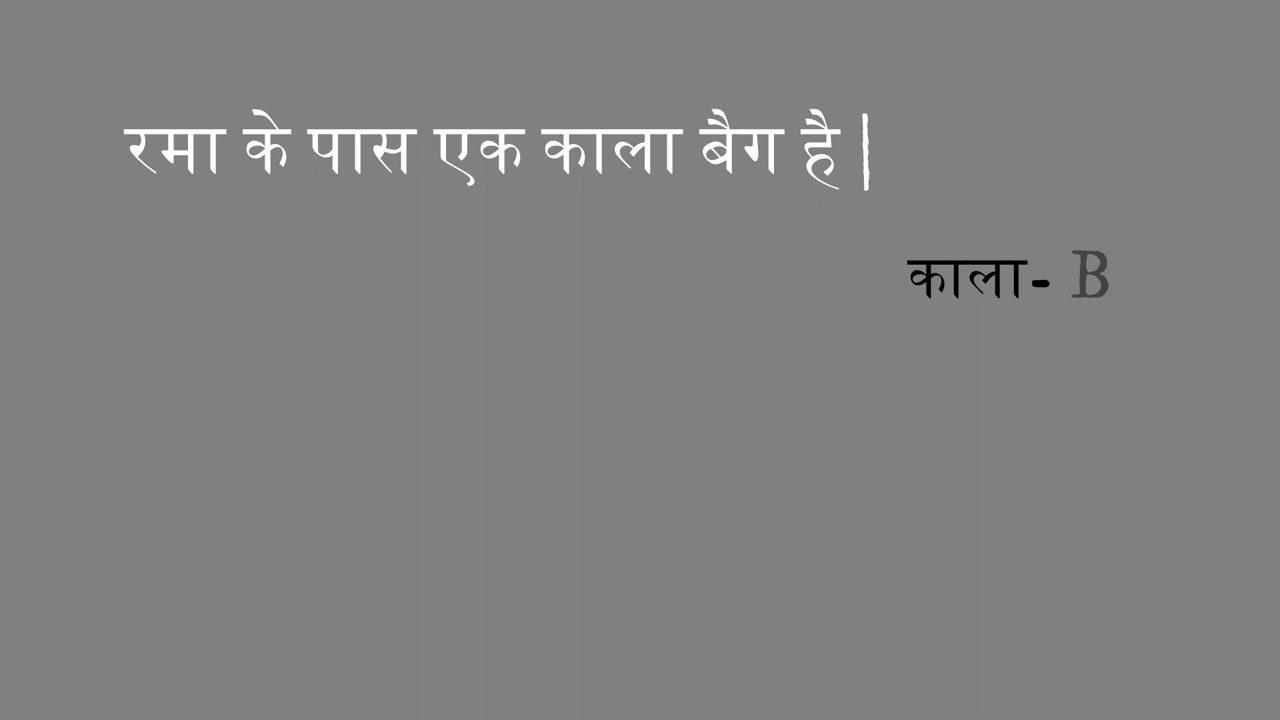 रमा के पास एक काला बैग है |
काला- B